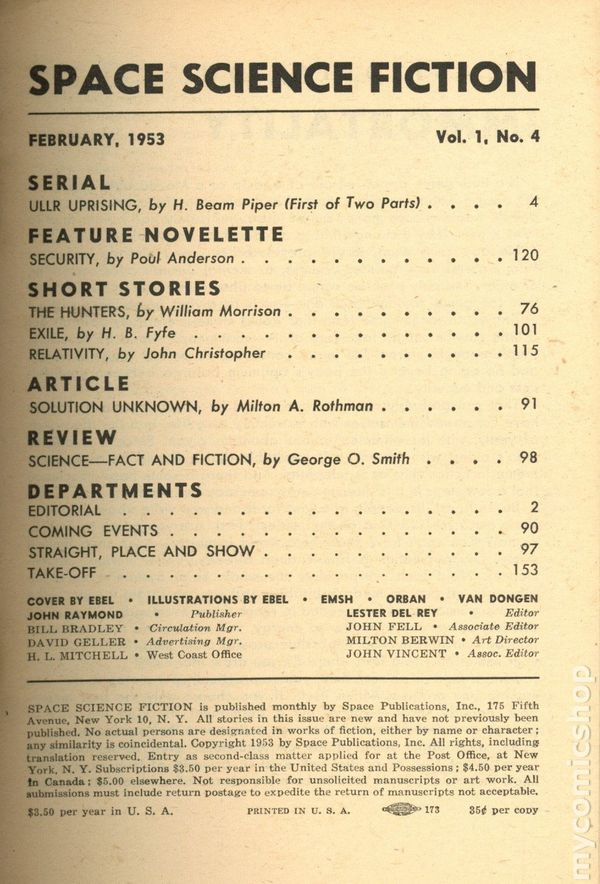 SPACE SCIENCE FICTION
FEBRUARY, 1953 Vol. 1, No. 4
SERIAL
ULLR UPRISING, by H. Beam Piper (First of Two Parts) . . . . 4
FEATURE NOVELETTE
SECURITY, by Poul Anderson . . . . . . . . . . . . 120
SHORT STORIES
THE HUNTERS, by William Morrison . . . . . . . . . . 76
EXILE, by H. B. Fyfe . . . . . . . . . . . . . . 101
RELATIVITY, by John Christopher . . . . . . . . . . 115
ARTICLE
SOLUTION UNKNOWN, by Milton A. Rothman . . . . . . 91
REVIEW
SCIENCE—FACT AND FICTION, by George O. Smith . . . . 98
DEPARTMENTS
EDITORIAL . . . . . . . . . . . . . . . . . 2
COMING EVENTS . . . . . . . . . . . . . . . 90
STRAIGHT, PLACE AND SHOW . . . . . . . . . . . 97
TAKE-OFF . . . . . . . . . . . . . . . . . 153
COVER BY EBEL • ILLUSTRATIONS BY EBEL • EMSH • ORBAN • VAN DONGEN
JOHN RAYMOND • Publisher LESTER DEL REY • Editor
BILL BRADLEY • Circulation Mgr. JOHN FELL • Associate Editor
DAVID GELLER • Advertising Mgr. MILTON BERWIN • Art Director
H. L. MITCHELL • West Coast Office JOHN VINCENT • Assoc. Editor
SPACE SCIENCE FICTION is published monthly by Space Publications, Inc., 175 Fifth
Avenue, New York 10, N. Y. All stories in this issue are new and have not previously been
published. No actual persons are designated in works of fiction, either by name or character;
any similarity is coincidental. Copyright 1953 by Space Publications, Inc. All rights, including
translation reserved. Entry as second-class matter applied for at the Post Office, at New
York, N. Y. Subscriptions $3.50 per year in the United States and Possessions; $4.50 per year
in Canada; $5.00 elsewhere. Not responsible for unsolicited manuscripts or art work. All
submissions must include return postage to expedite the return of manuscripts not acceptable.
$3.50 per year in U. S. A. PRINTED IN U. S. A. 173 35¢ per copy
mycomicshop